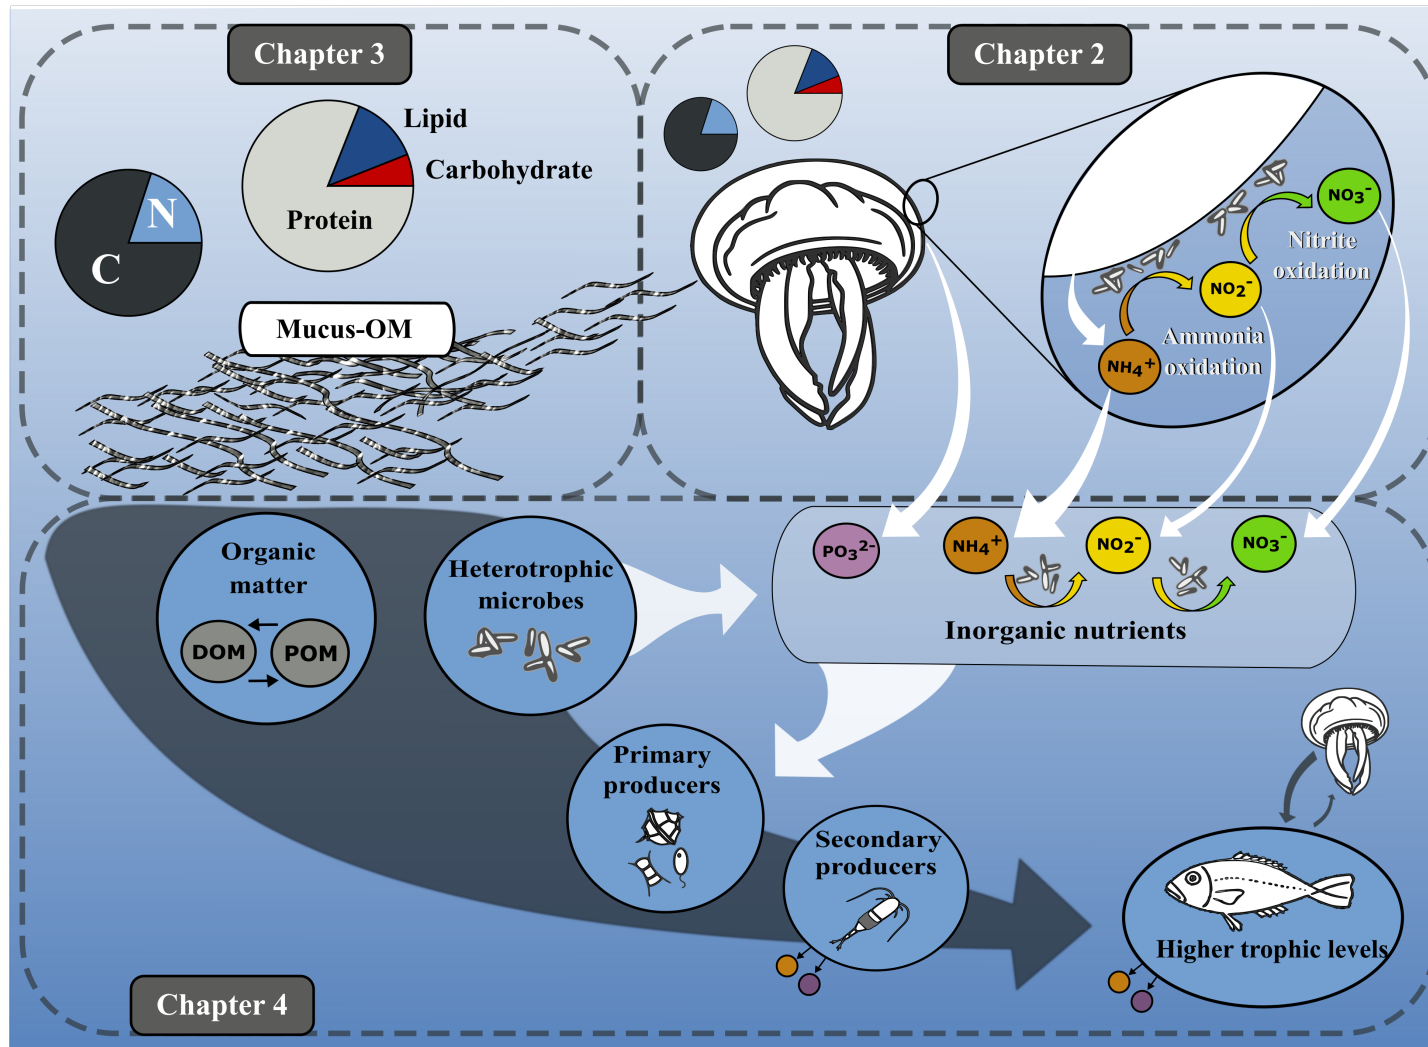 Chapter 3
Lipid
Carbohydrate
Protein
N
C
Mucus-OM
Chapter 2
NO₃⁻
Nitrite
oxidation
NO₂⁻
Ammonia
oxidation
NH₄⁺
Organic
matter
DOM
POM
Heterotrophic
microbes
PO₃²⁻
NH₄⁺
NO₂⁻
NO₃⁻
Inorganic nutrients
Primary
producers
Secondary
producers
Higher trophic levels
Chapter 4